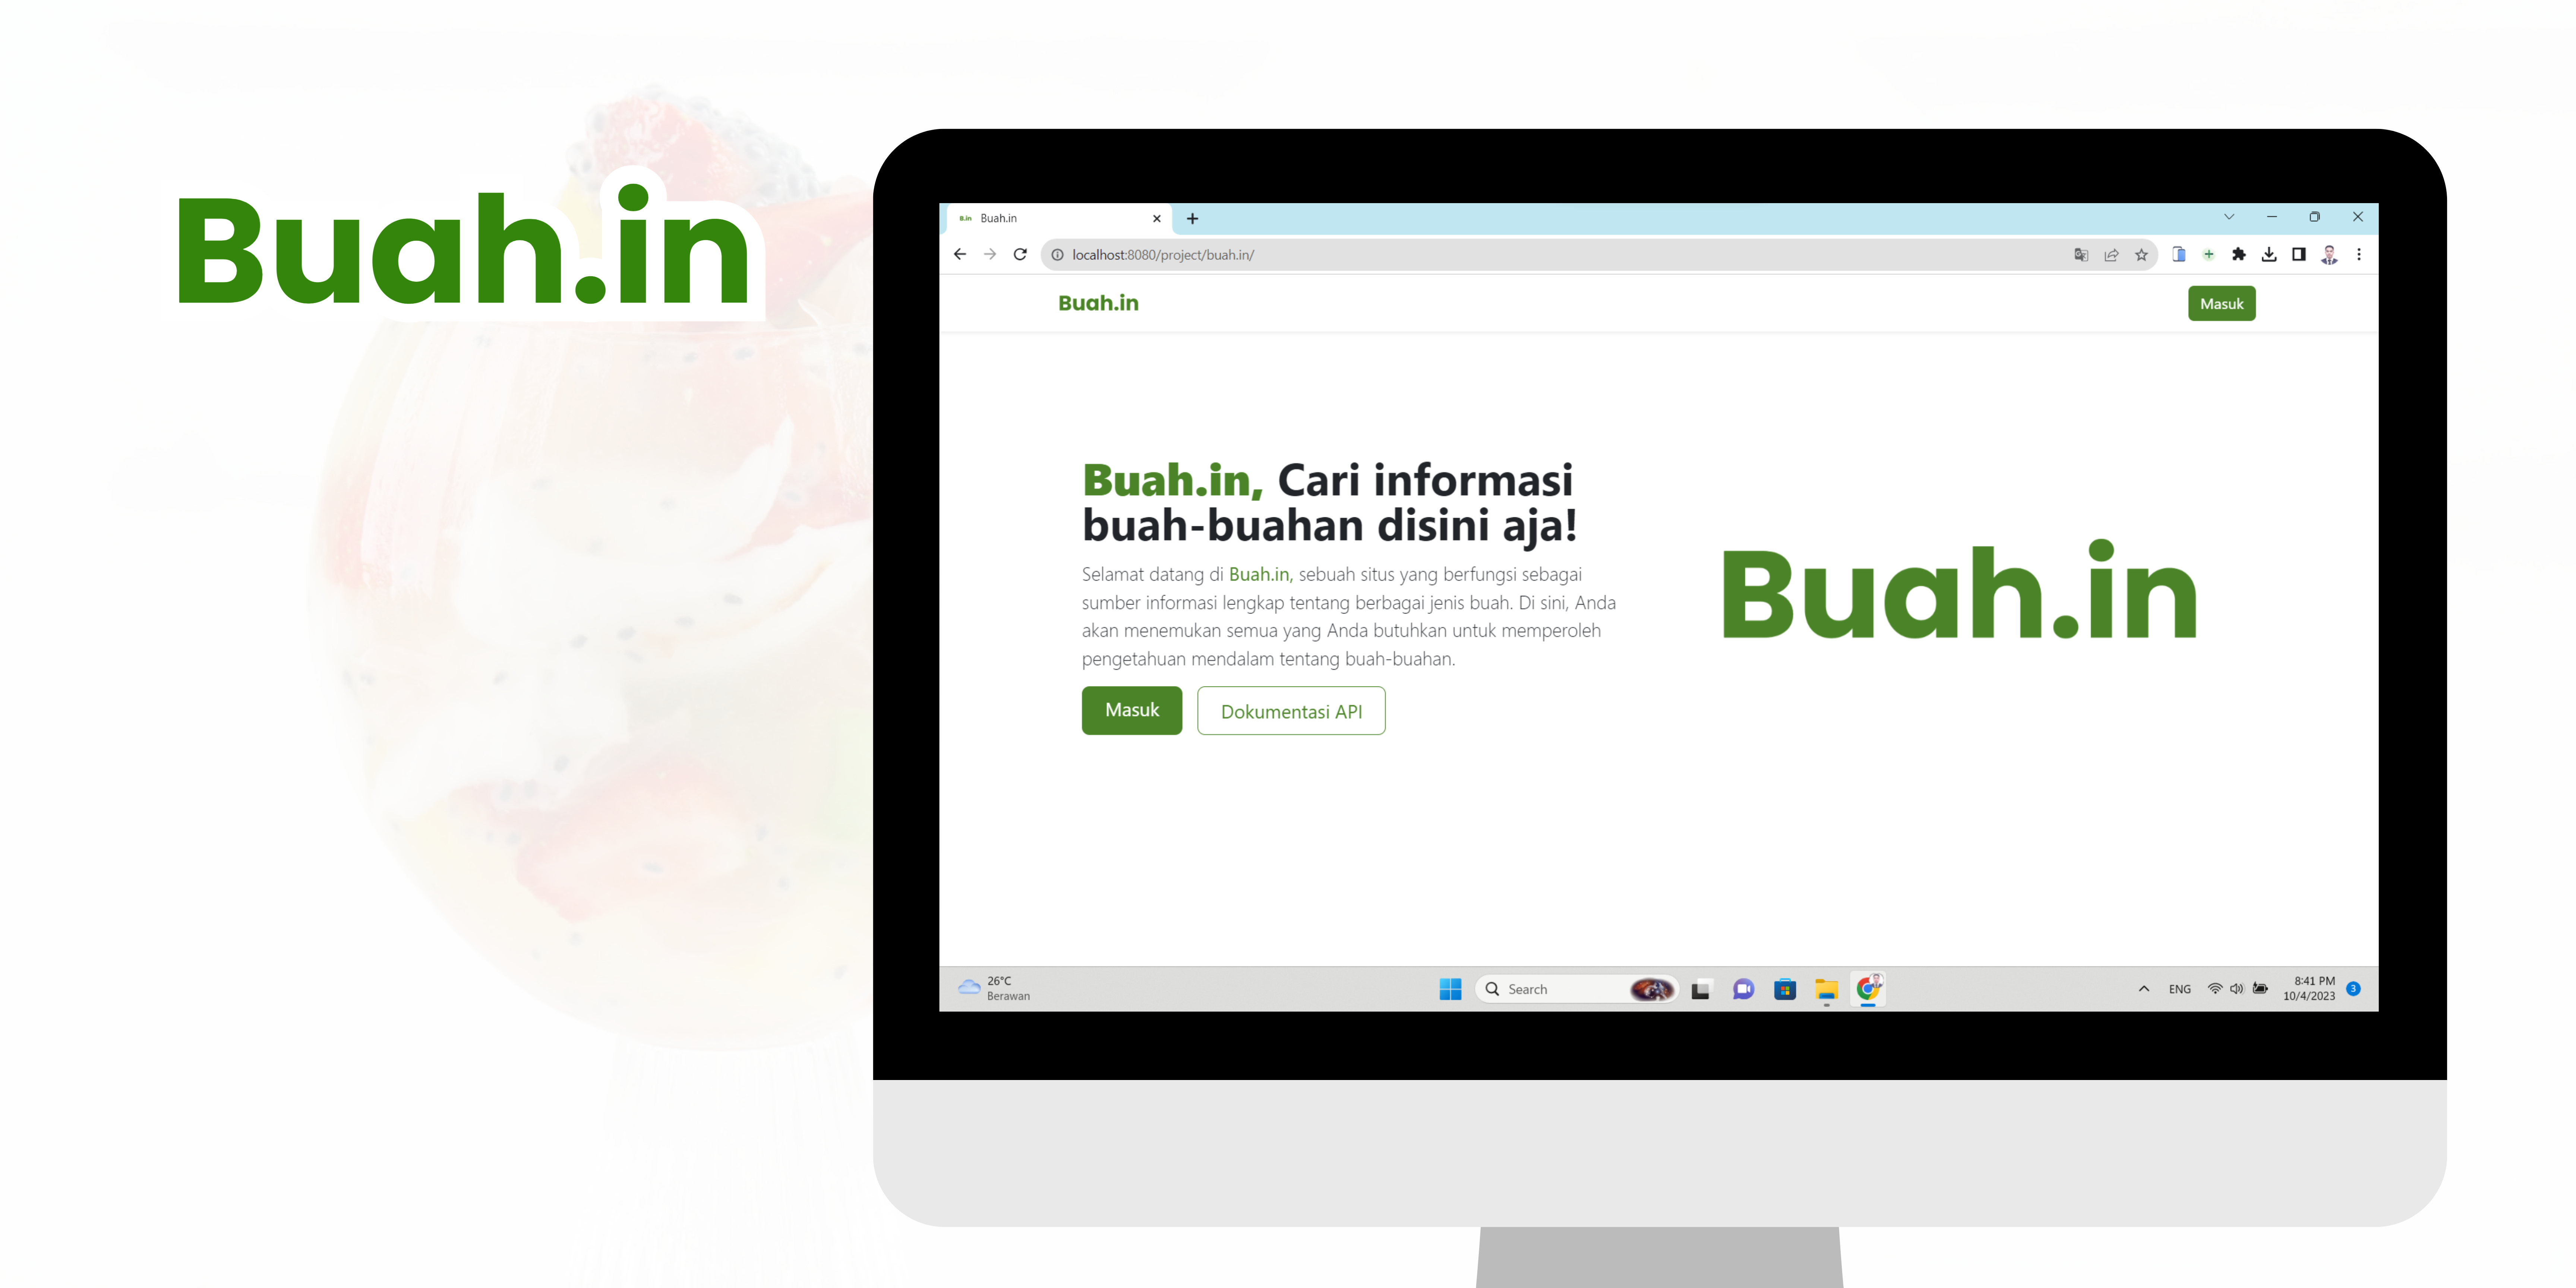 Buah.in
B.in Buah.in
localhost:8080/project/buah.in/
Buah.in
Masuk
Buah.in, Cari informasi
buah-buahan disini aja!
Selamat datang di Buah.in, sebuah situs yang berfungsi sebagai
sumber informasi lengkap tentang berbagai jenis buah. Di sini, Anda
akan menemukan semua yang Anda butuhkan untuk memperoleh
pengetahuan mendalam tentang buah-buahan.
Masuk
Dokumentasi API
Buah.in
26°C
Berawan
Search
ENG
8:41 PM
10/4/2023
3